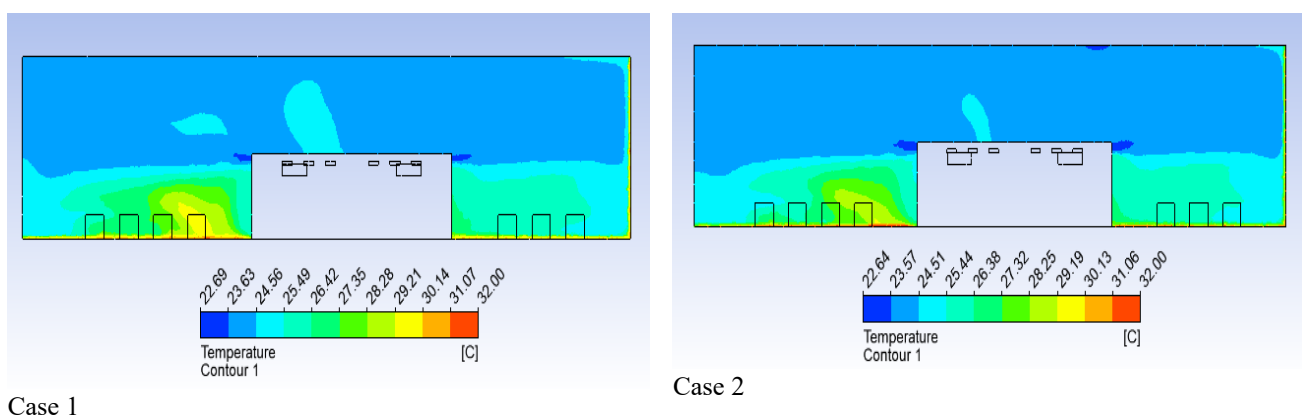 22.69 23.63 24.56 25.49 26.42 27.35 28.28 29.21 30.14 31.07 32.00
Temperature [C]
Contour 1
Case 1
22.64 23.57 24.51 25.44 26.38 27.32 28.25 29.19 30.13 31.06 32.00
Temperature [C]
Contour 1
Case 2